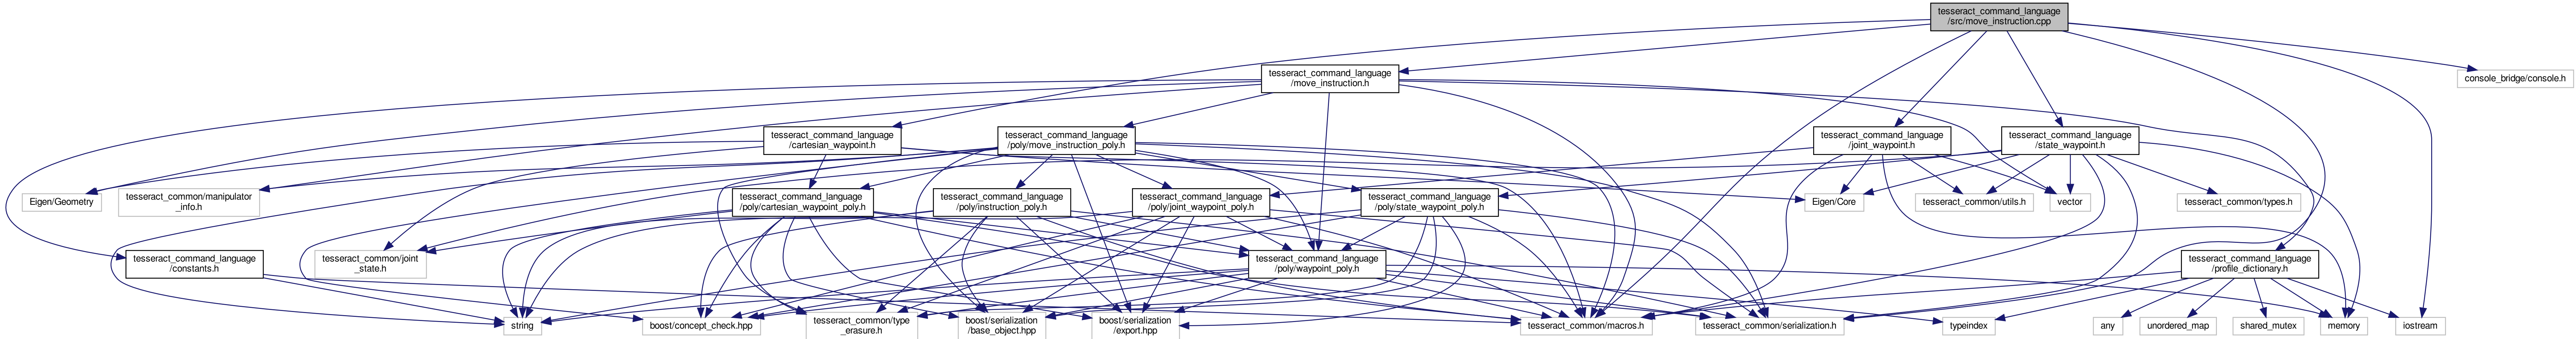 tesseract_command_language
/src/move_instruction.cpp
tesseract_command_language
/move_instruction.h
console_bridge/console.h
tesseract_command_language
/cartesian_waypoint.h
tesseract_command_language
/poly/move_instruction_poly.h
tesseract_command_language
/joint_waypoint.h
tesseract_command_language
/state_waypoint.h
Eigen/Geometry
tesseract_common/manipulator
_info.h
tesseract_command_language
/poly/cartesian_waypoint_poly.h
tesseract_command_language
/poly/instruction_poly.h
tesseract_command_language
/poly/joint_waypoint_poly.h
tesseract_command_language
/poly/state_waypoint_poly.h
Eigen/Core
tesseract_common/utils.h
vector
tesseract_common/types.h
tesseract_command_language
/constants.h
tesseract_common/joint
_state.h
tesseract_command_language
/poly/waypoint_poly.h
tesseract_command_language
/profile_dictionary.h
string
boost/concept_check.hpp
tesseract_common/type
_erasure.h
boost/serialization
/base_object.hpp
boost/serialization
/export.hpp
tesseract_common/macros.h
tesseract_common/serialization.h
typeindex
any
unordered_map
shared_mutex
memory
iostream